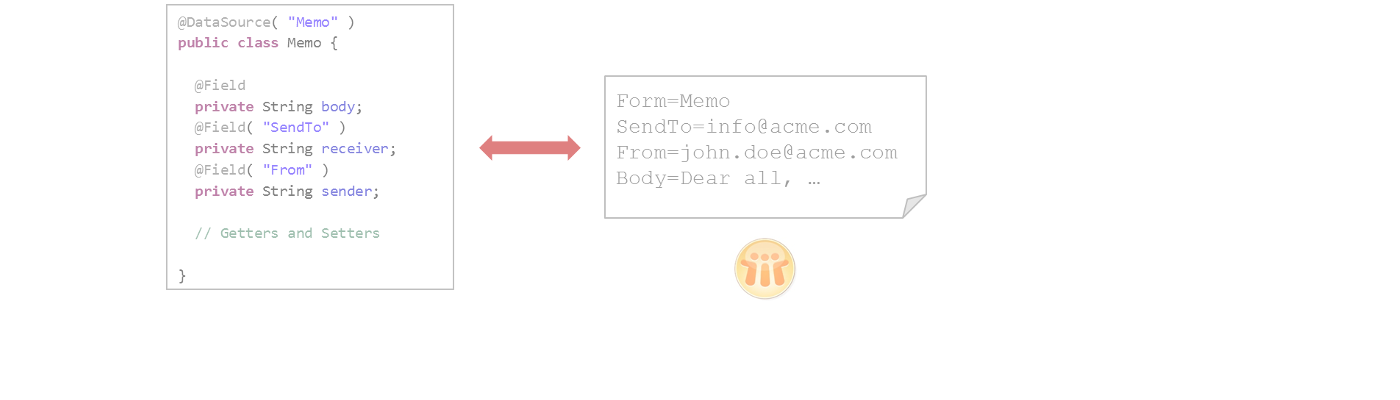 @DataSource( "Memo" )
public class Memo {
@Field
private String body;
@Field( "SendTo" )
private String receiver;
@Field( "From" )
private String sender;
// Getters and Setters
}
Form=Memo
SendTo=info@acme.com
From=john.doe@acme.com
Body=Dear all, …